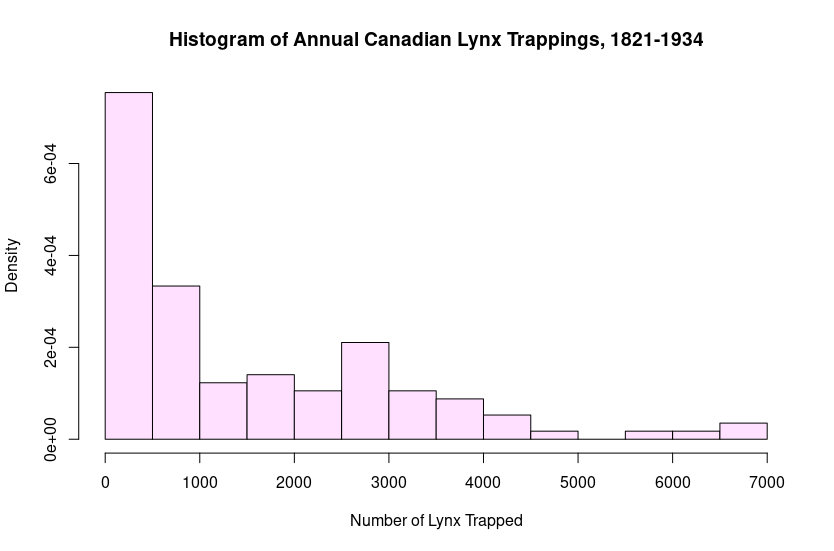 Histogram of Annual Canadian Lynx Trappings, 1821-1934
Density
6e-04
4e-04
2e-04
0e+00
0 1000 2000 3000 4000 5000 6000 7000
Number of Lynx Trapped